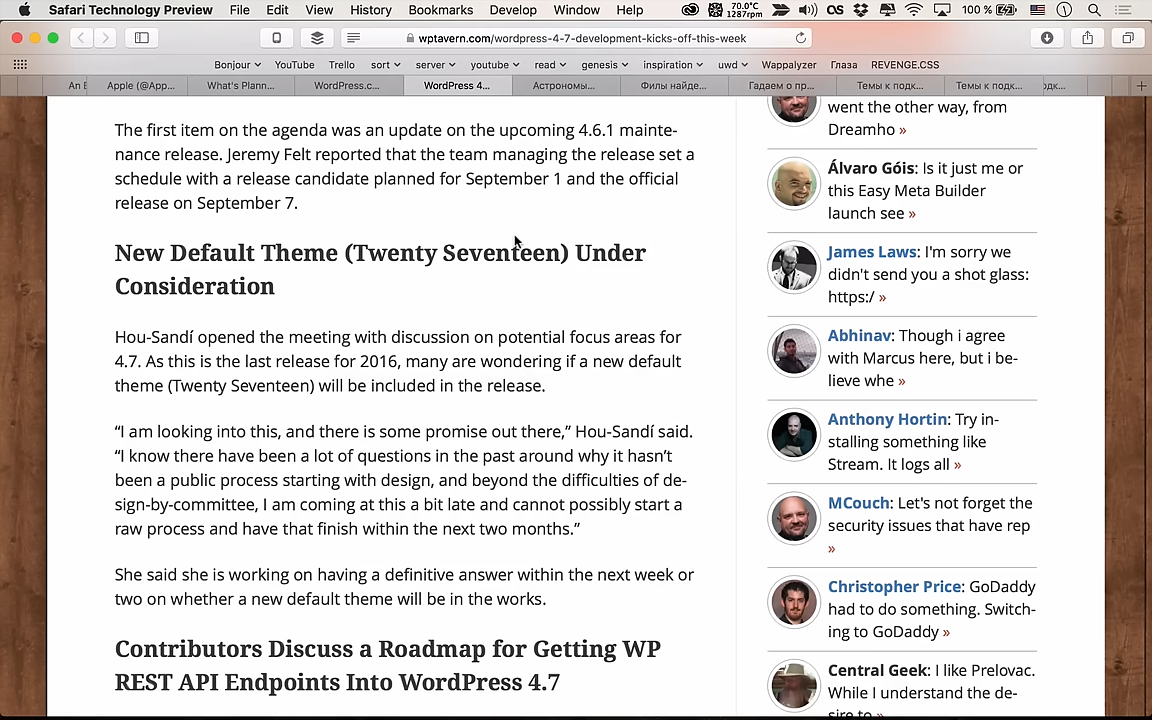 Safari Technology Preview File Edit View History Bookmarks Develop Window Help 70.0°C 1287rpm 100 %
wptavern.com/wordpress-4-7-development-kicks-off-this-week
Bonjour YouTube Trello sort server youtube read genesis inspiration uwd Wappalyzer Глаза REVENGE.CSS
An E Apple (@App... What's Plann... WordPress.c... WordPress 4... Астрономы... Филы найде... Гадаем о пр... Темы к подк... Темы к подк... одк...
The first item on the agenda was an update on the upcoming 4.6.1 mainte-
nance release. Jeremy Felt reported that the team managing the release set a
schedule with a release candidate planned for September 1 and the official
release on September 7.
New Default Theme (Twenty Seventeen) Under
Consideration
Hou-Sandí opened the meeting with discussion on potential focus areas for
4.7. As this is the last release for 2016, many are wondering if a new default
theme (Twenty Seventeen) will be included in the release.
“I am looking into this, and there is some promise out there,” Hou-Sandí said.
“I know there have been a lot of questions in the past around why it hasn’t
been a public process starting with design, and beyond the difficulties of de-
sign-by-committee, I am coming at this a bit late and cannot possibly start a
raw process and have that finish within the next two months.”
She said she is working on having a definitive answer within the next week or
two on whether a new default theme will be in the works.
Contributors Discuss a Roadmap for Getting WP
REST API Endpoints Into WordPress 4.7
went the other way, from
Dreamho »
Álvaro Góis: Is it just me or
this Easy Meta Builder
launch see »
James Laws: I'm sorry we
didn't send you a shot glass:
https:/ »
Abhinav: Though i agree
with Marcus here, but i be-
lieve whe »
Anthony Hortin: Try in-
stalling something like
Stream. It logs all »
MCouch: Let's not forget the
security issues that have rep
»
Christopher Price: GoDaddy
had to do something. Switch-
ing to GoDaddy »
Central Geek: I like Prelovac.
While I understand the de-
sire to »